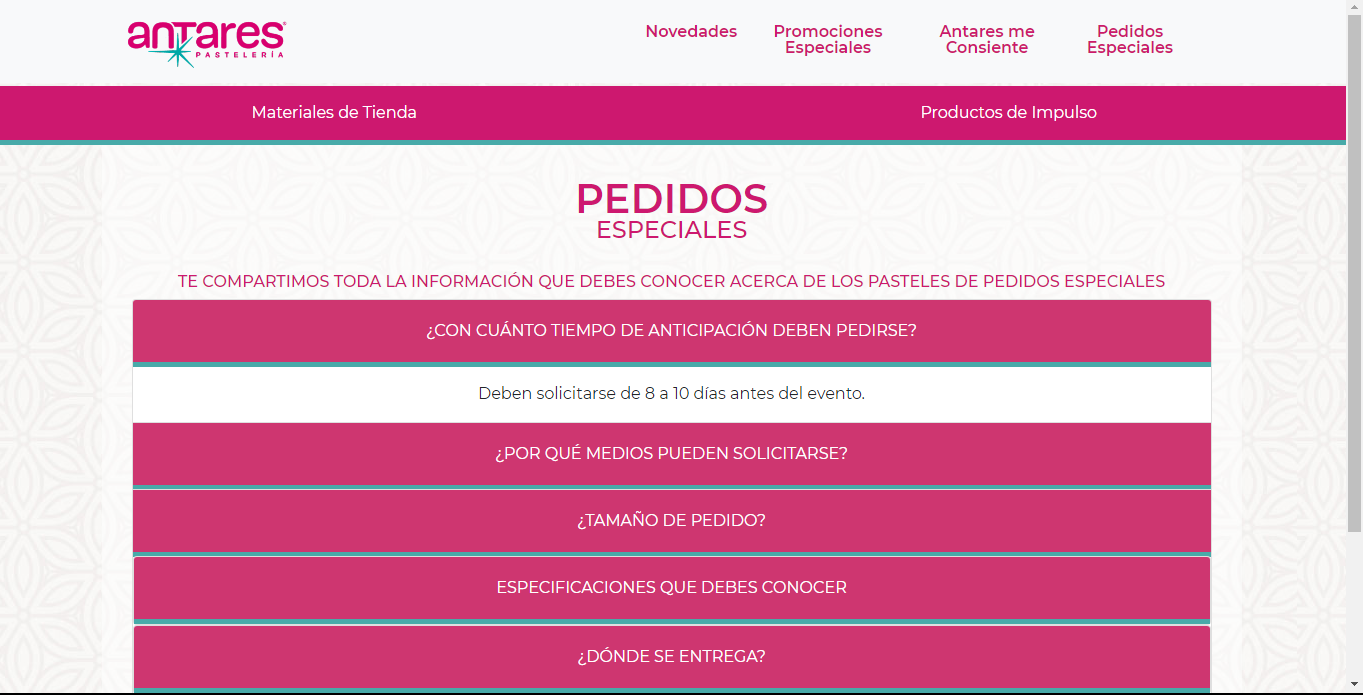 anTares®
PASTELERÍA
Novedades
Promociones
Especiales
Antares me
Consiente
Pedidos
Especiales
Materiales de Tienda
Productos de Impulso
PEDIDOS
ESPECIALES
TE COMPARTIMOS TODA LA INFORMACIÓN QUE DEBES CONOCER ACERCA DE LOS PASTELES DE PEDIDOS ESPECIALES
¿CON CUÁNTO TIEMPO DE ANTICIPACIÓN DEBEN PEDIRSE?
Deben solicitarse de 8 a 10 días antes del evento.
¿POR QUÉ MEDIOS PUEDEN SOLICITARSE?
¿TAMAÑO DE PEDIDO?
ESPECIFICACIONES QUE DEBES CONOCER
¿DÓNDE SE ENTREGA?